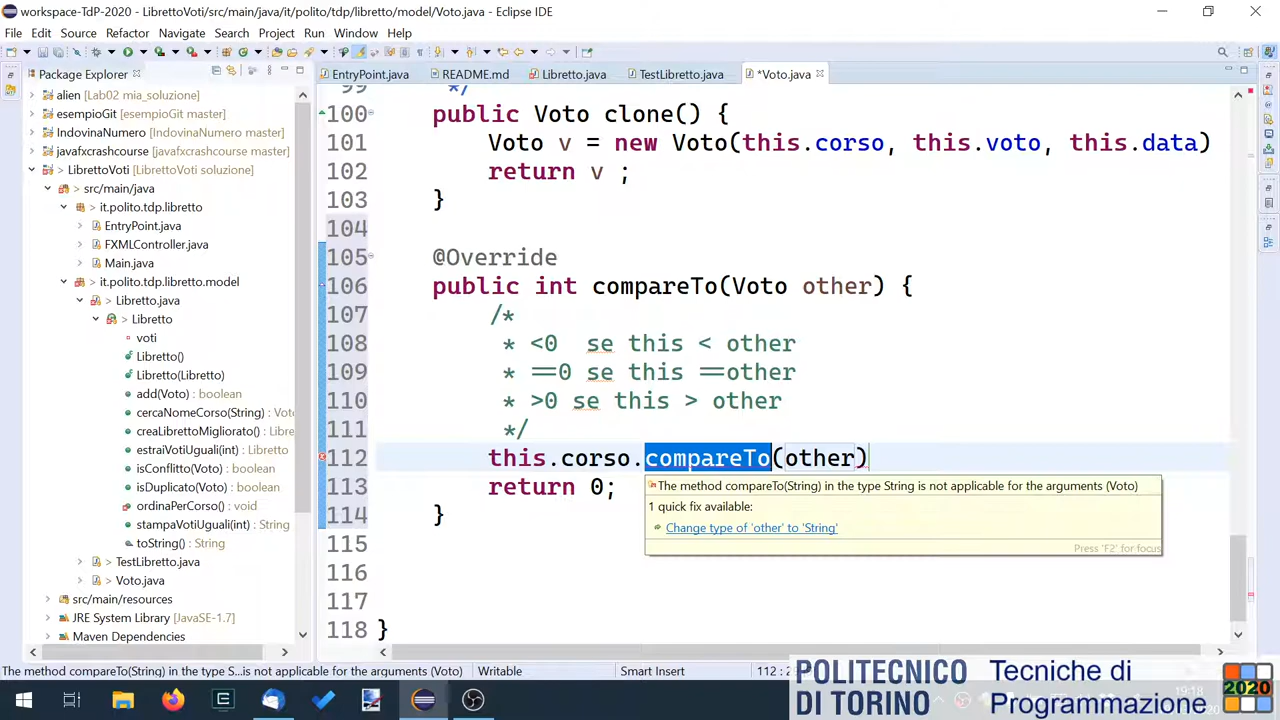 workspace-TdP-2020 - LibrettoVoti/src/main/java/it/polito/tdp/libretto/model/Voto.java - Eclipse IDE
File Edit Source Refactor Navigate Search Project Run Window Help
Package Explorer
EntryPoint.java README.md Libretto.java TestLibretto.java *Voto.java
alien [Lab02 mia_soluzione]
esempioGit [esempioGit master]
IndovinaNumero [IndovinaNumero master]
javafxcrashcourse [javafxcrashcourse master]
> LibrettoVoti [LibrettoVoti soluzione]
> src/main/java
> it.polito.tdp.libretto
> EntryPoint.java
> FXMLController.java
> Main.java
> it.polito.tdp.libretto.model
> Libretto.java
> Libretto
voti
Libretto()
Libretto(Libretto)
add(Voto) : boolean
cercaNomeCorso(String) : Vot
creaLibrettoMigliorato() : Libre
estraiVotiUguali(int) : Libretto
isConflitto(Voto) : boolean
isDuplicato(Voto) : boolean
ordinaPerCorso() : void
stampaVotiUguali(int) : String
toString() : String
> TestLibretto.java
> Voto.java
src/main/resources
JRE System Library [JavaSE-1.7]
Maven Dependencies
99 */
100 public Voto clone() {
101 Voto v = new Voto(this.corso, this.voto, this.data)
102 return v ;
103 }
104
105 @Override
106 public int compareTo(Voto other) {
107 /*
108 * <0 se this < other
109 * ==0 se this ==other
110 * >0 se this > other
111 */
112 this.corso.compareTo(other)
113 return 0;
114 }
115
116
117
118 }
The method compareTo(String) in the type String is not applicable for the arguments (Voto)
1 quick fix available:
Change type of 'other' to 'String'
Press 'F2' for focus
The method compareTo(String) in the type S...is not applicable for the arguments (Voto) Writable Smart Insert 112 : 2
POLITECNICO
DI TORINO
Tecniche di
Programmazione
2020
19:18